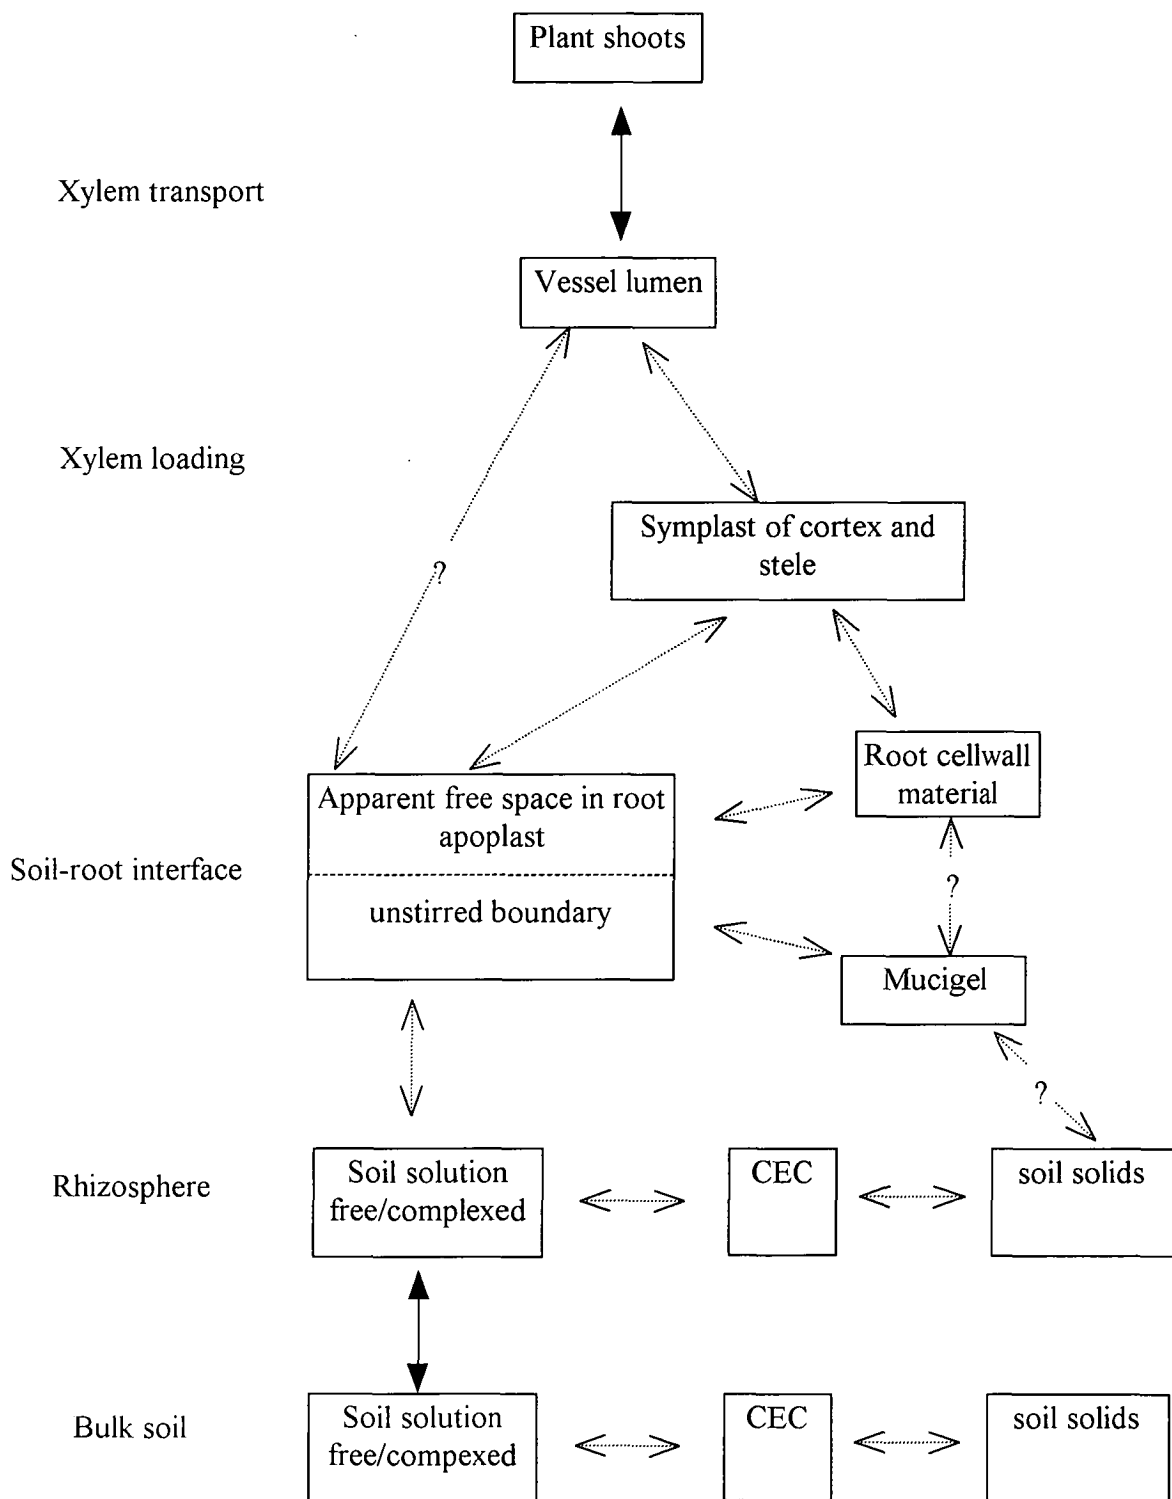 Plant shoots
Xylem transport
Vessel lumen
Xylem loading
Symplast of cortex and
stele
?
Root cellwall
material
Apparent free space in root
apoplast
Soil-root interface
?
unstirred boundary
Mucigel
?
Rhizosphere
Soil solution
free/complexed
CEC
soil solids
Bulk soil
Soil solution
free/compexed
CEC
soil solids